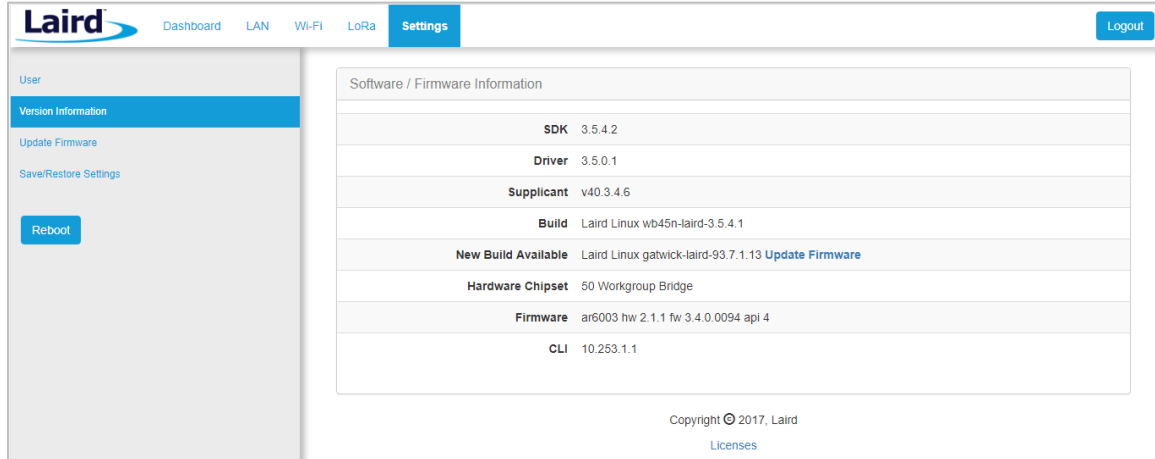 Laird
Dashboard LAN Wi-Fi LoRa Settings Logout
User
Version Information
Update Firmware
Save/Restore Settings
Reboot
Software / Firmware Information
SDK 3.5.4.2
Driver 3.5.0.1
Supplicant v40.3.4.6
Build Laird Linux wb45n-laird-3.5.4.1
New Build Available Laird Linux gatwick-laird-93.7.1.13 Update Firmware
Hardware Chipset 50 Workgroup Bridge
Firmware ar6003 hw 2.1.1 fw 3.4.0.0094 api 4
CLI 10.253.1.1
Copyright © 2017, Laird
Licenses